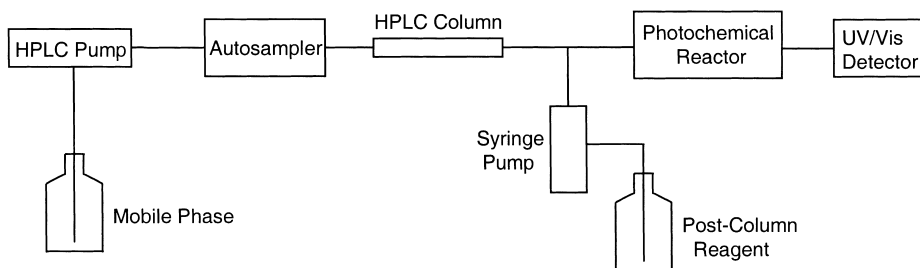 HPLC Pump
Autosampler
HPLC Column
Photochemical
Reactor
UV/Vis
Detector
Syringe
Pump
Mobile Phase
Post-Column
Reagent